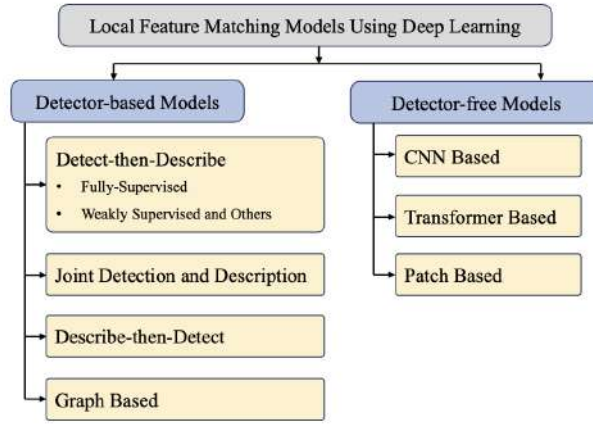 Local Feature Matching Models Using Deep Learning
Detector-based Models
Detect-then-Describe
• Fully-Supervised
• Weakly Supervised and Others
Joint Detection and Description
Describe-then-Detect
Graph Based
Detector-free Models
CNN Based
Transformer Based
Patch Based